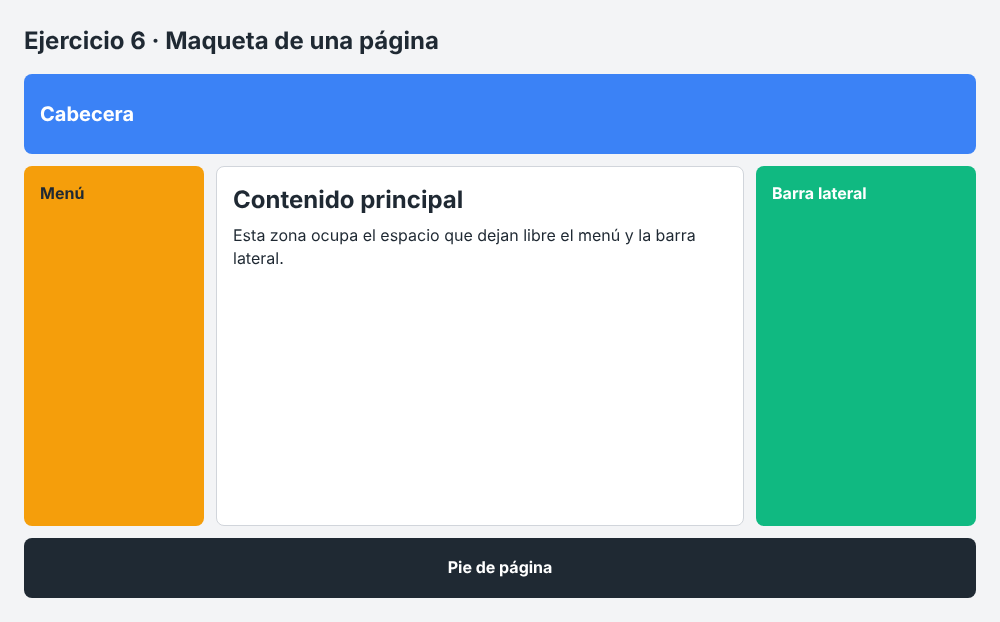 Ejercicio 6 · Maqueta de una página
Cabecera
Menú
Contenido principal
Esta zona ocupa el espacio que dejan libre el menú y la barra
lateral.
Barra lateral
Pie de página